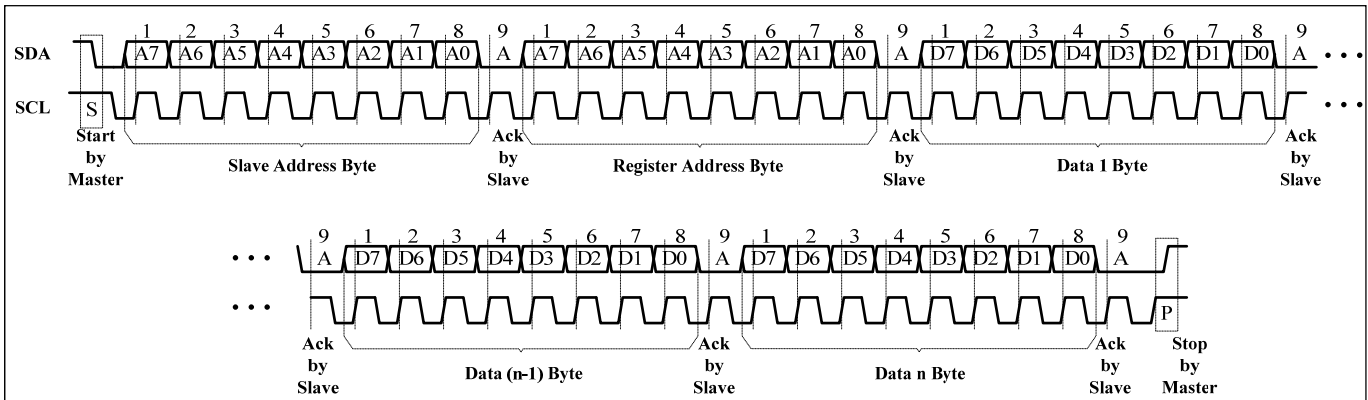 1 2 3 4 5 6 7 8 9 1 2 3 4 5 6 7 8 9 1 2 3 4 5 6 7 8 9
SDA A7 A6 A5 A4 A3 A2 A1 A0 A A7 A6 A5 A4 A3 A2 A1 A0 A D7 D6 D5 D4 D3 D2 D1 D0 A • • •
SCL S • • •
Start by Master
Slave Address Byte
Ack by Slave
Register Address Byte
Ack by Slave
Data 1 Byte
Ack by Slave
9 1 2 3 4 5 6 7 8 9 1 2 3 4 5 6 7 8 9
• • • A D7 D6 D5 D4 D3 D2 D1 D0 A D7 D6 D5 D4 D3 D2 D1 D0 A
• • • P
Ack by Slave
Data (n-1) Byte
Ack by Slave
Data n Byte
Ack by Slave
Stop by Master